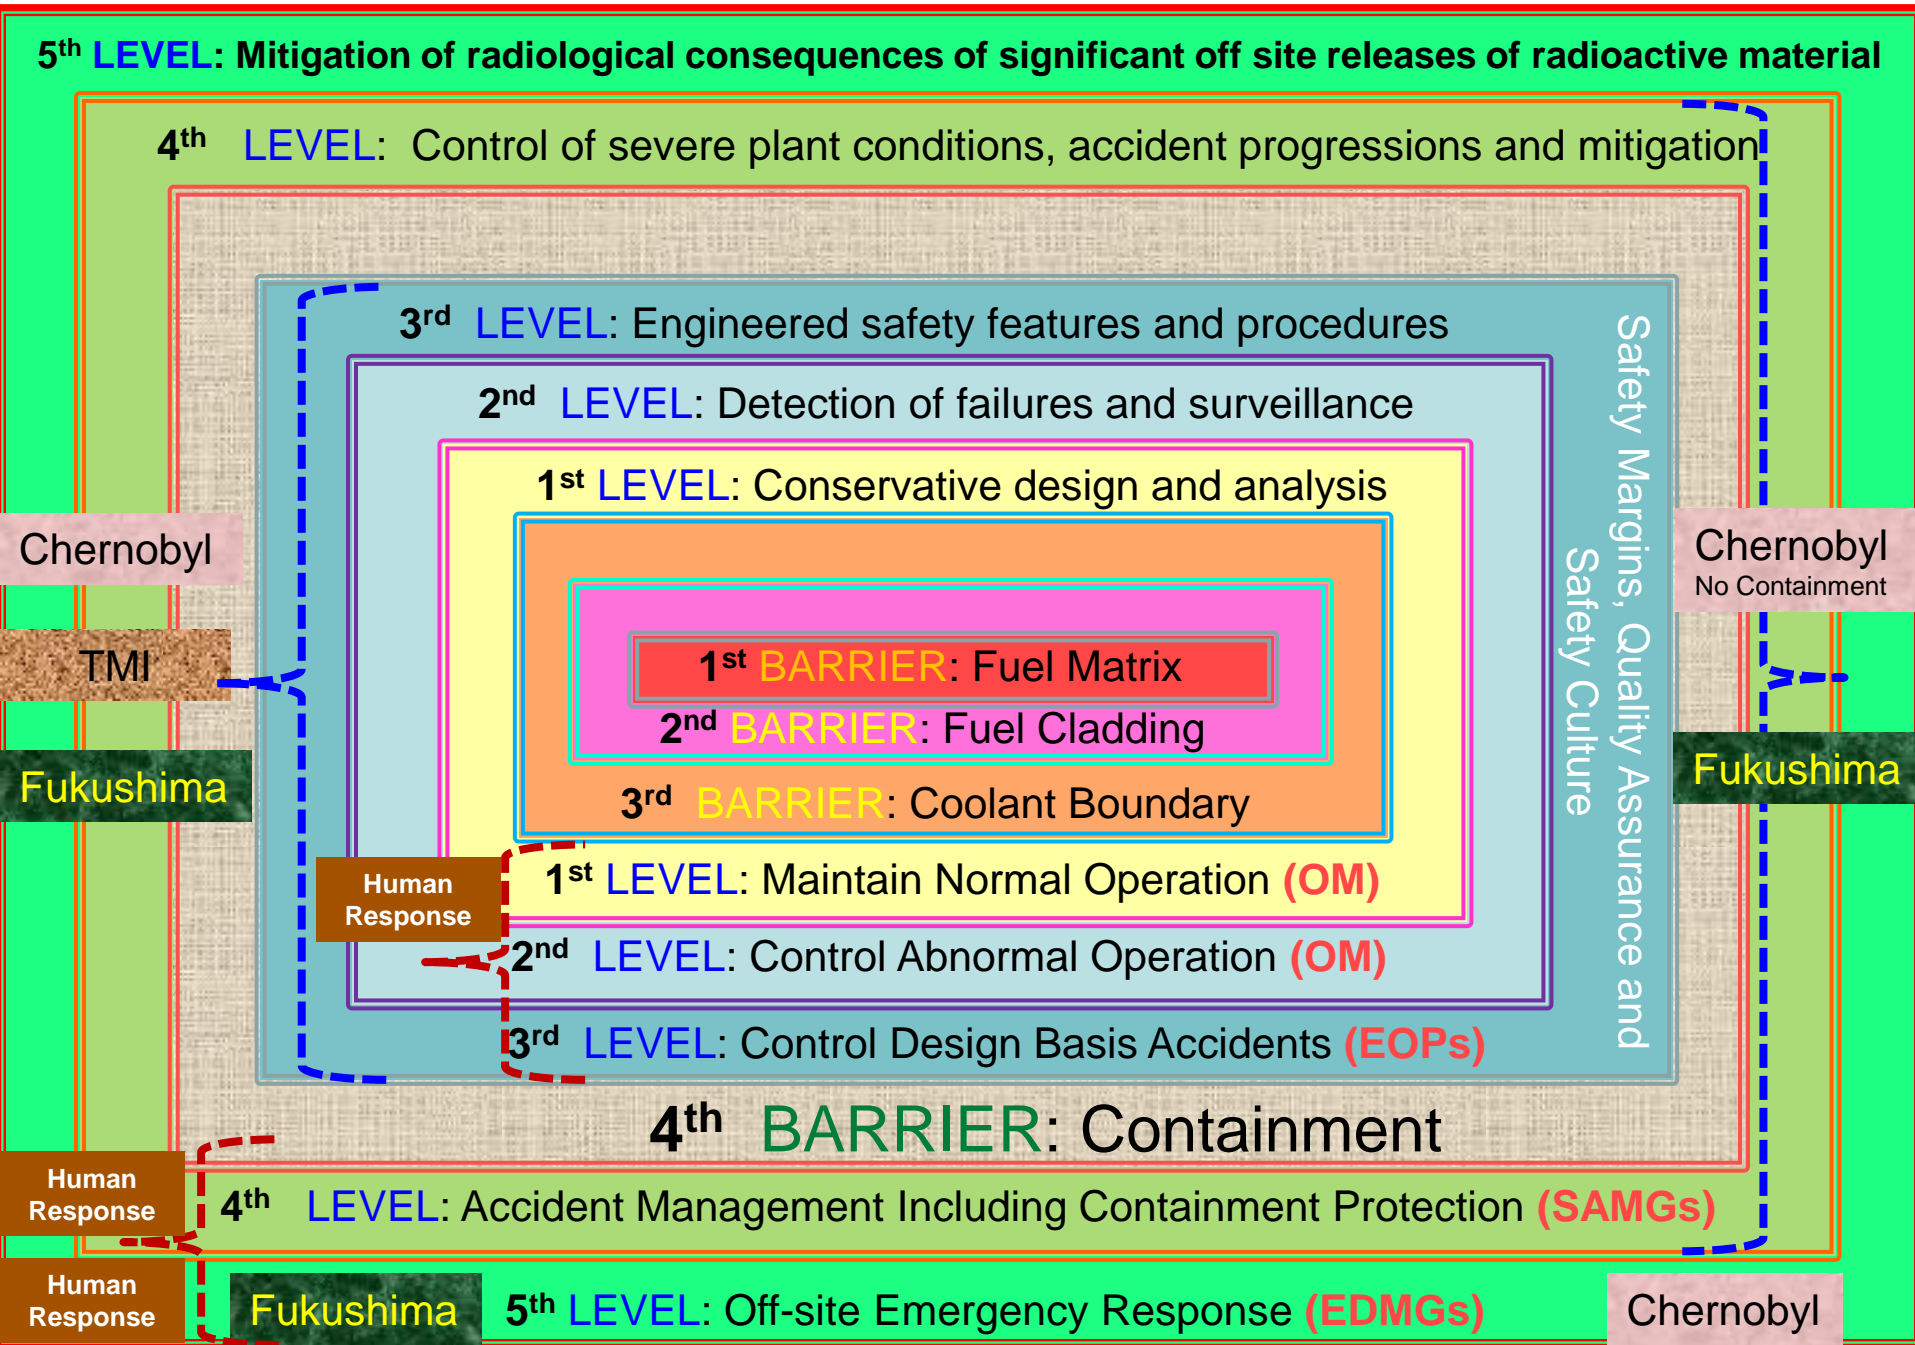 5th LEVEL: Mitigation of radiological consequences of significant off site releases of radioactive material
4th LEVEL: Control of severe plant conditions, accident progressions and mitigation
3rd LEVEL: Engineered safety features and procedures
2nd LEVEL: Detection of failures and surveillance
1st LEVEL: Conservative design and analysis
Safety Margins, Quality Assurance and
Safety Culture
Chernobyl
TMI
Fukushima
Chernobyl
No Containment
Fukushima
1st BARRIER: Fuel Matrix
2nd BARRIER: Fuel Cladding
3rd BARRIER: Coolant Boundary
Human
Response
1st LEVEL: Maintain Normal Operation (OM)
2nd LEVEL: Control Abnormal Operation (OM)
3rd LEVEL: Control Design Basis Accidents (EOPs)
4th BARRIER: Containment
Human
Response
4th LEVEL: Accident Management Including Containment Protection (SAMGs)
Human
Response
Fukushima
5th LEVEL: Off-site Emergency Response (EDMGs)
Chernobyl